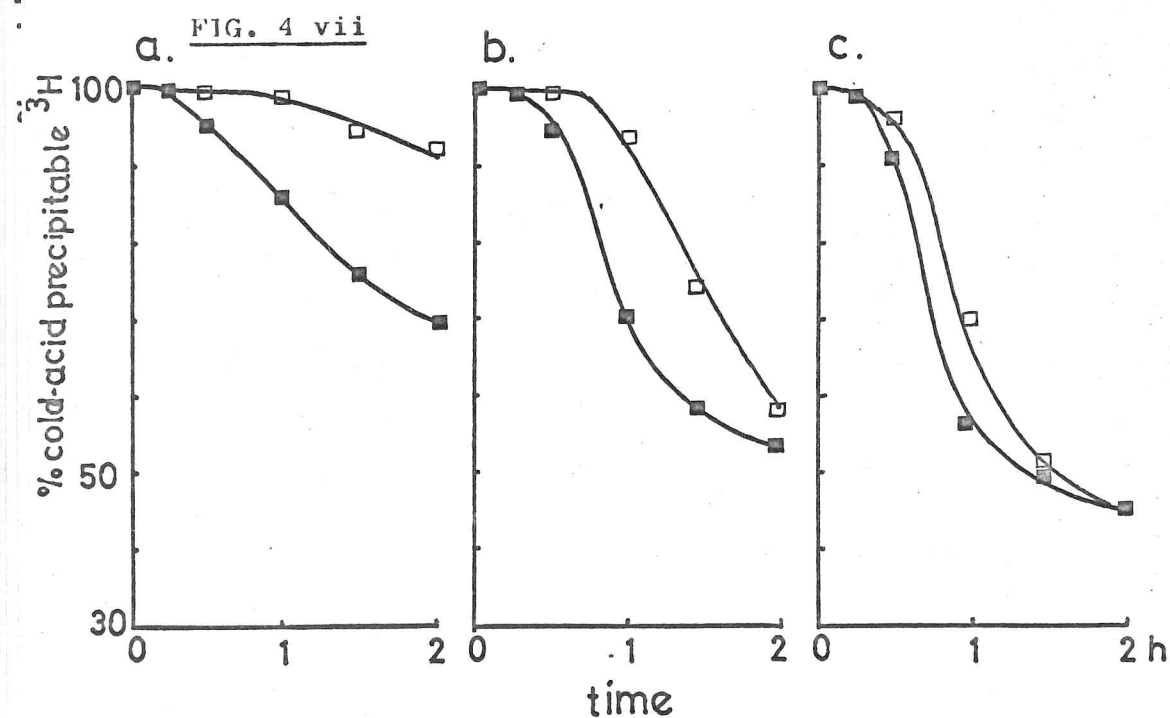 FIG. 4 vii
a.
b.
c.
% cold-acid precipitable ³H
100
50
30
0 1 2
0 1 2
0 1 2 h
time